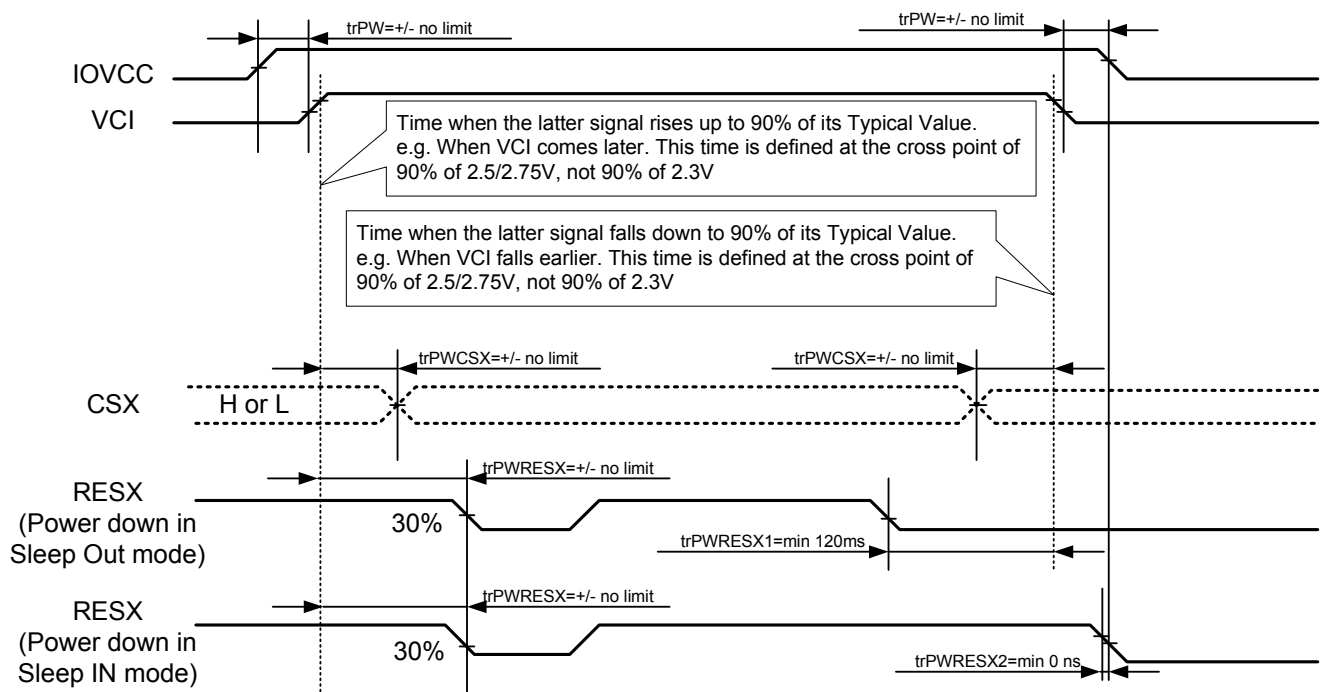 trPW=+/- no limit
trPW=+/- no limit
IOVCC
VCI
Time when the latter signal rises up to 90% of its Typical Value.
e.g. When VCI comes later. This time is defined at the cross point of
90% of 2.5/2.75V, not 90% of 2.3V
Time when the latter signal falls down to 90% of its Typical Value.
e.g. When VCI falls earlier. This time is defined at the cross point of
90% of 2.5/2.75V, not 90% of 2.3V
trPWCSX=+/- no limit
trPWCSX=+/- no limit
CSX
H or L
trPWRESX=+/- no limit
RESX
(Power down in
Sleep Out mode)
30%
trPWRESX1=min 120ms
trPWRESX=+/- no limit
RESX
(Power down in
Sleep IN mode)
30%
trPWRESX2=min 0 ns